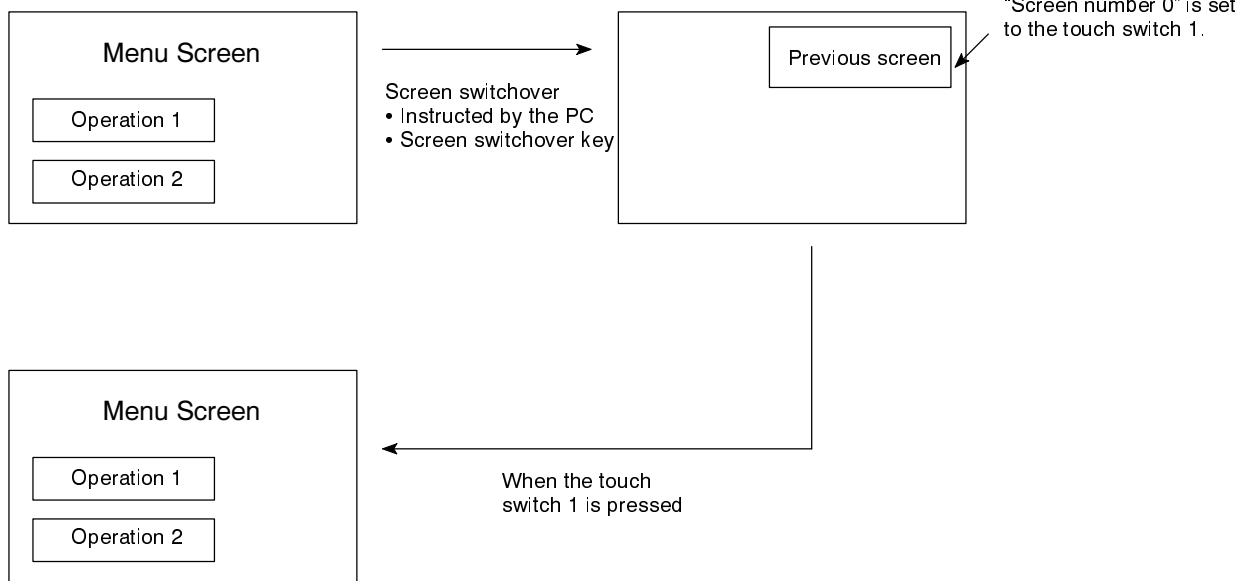 Menu Screen
Operation 1
Operation 2
Screen switchover
• Instructed by the PC
• Screen switchover key
Previous screen
"Screen number 0" is set
to the touch switch 1.
Menu Screen
Operation 1
Operation 2
When the touch
switch 1 is pressed